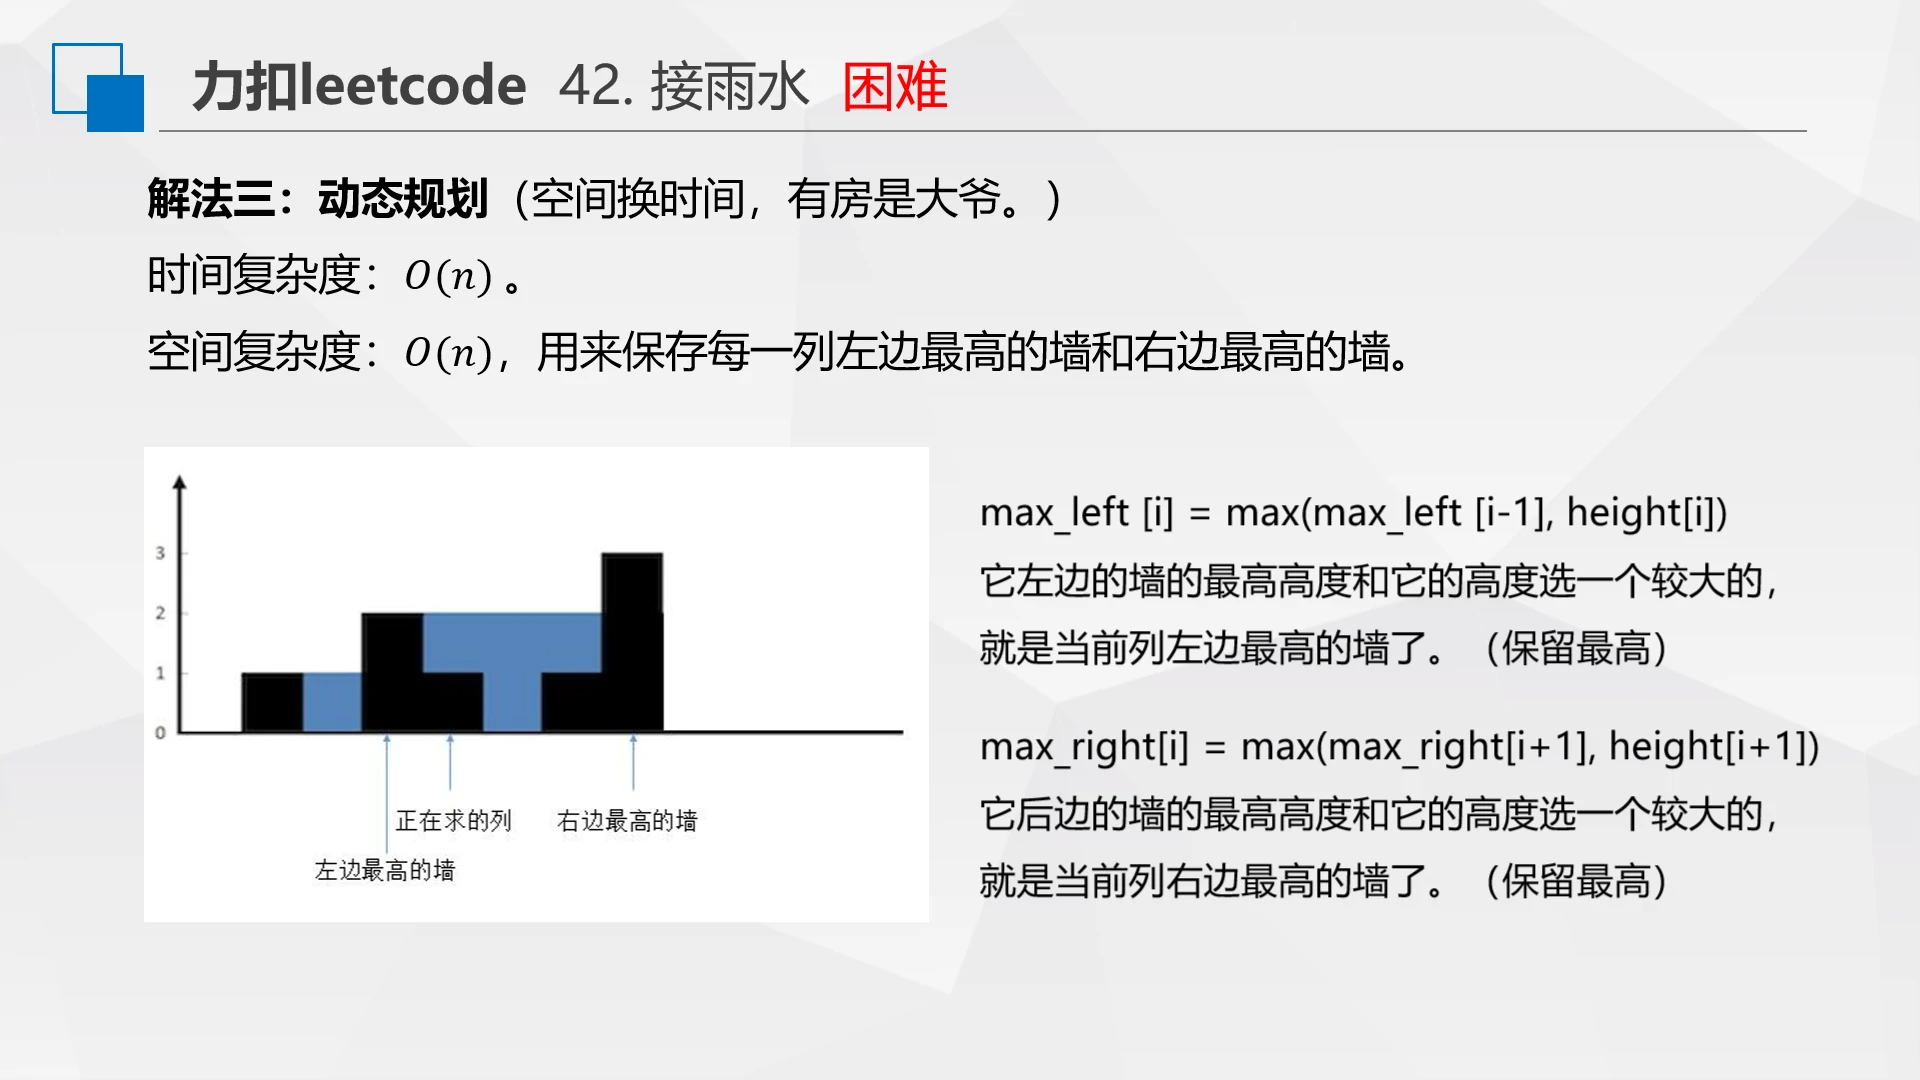 力扣leetcode 42. 接雨水 困难
解法三：动态规划（空间换时间，有房是大爷。）
时间复杂度：O(n) 。
空间复杂度：O(n)，用来保存每一列左边最高的墙和右边最高的墙。
3
2
1
0
正在求的列
右边最高的墙
左边最高的墙
max_left [i] = max(max_left [i-1], height[i])
它左边的墙的最高高度和它的高度选一个较大的，
就是当前列左边最高的墙了。（保留最高）
max_right[i] = max(max_right[i+1], height[i+1])
它后边的墙的最高高度和它的高度选一个较大的，
就是当前列右边最高的墙了。（保留最高）